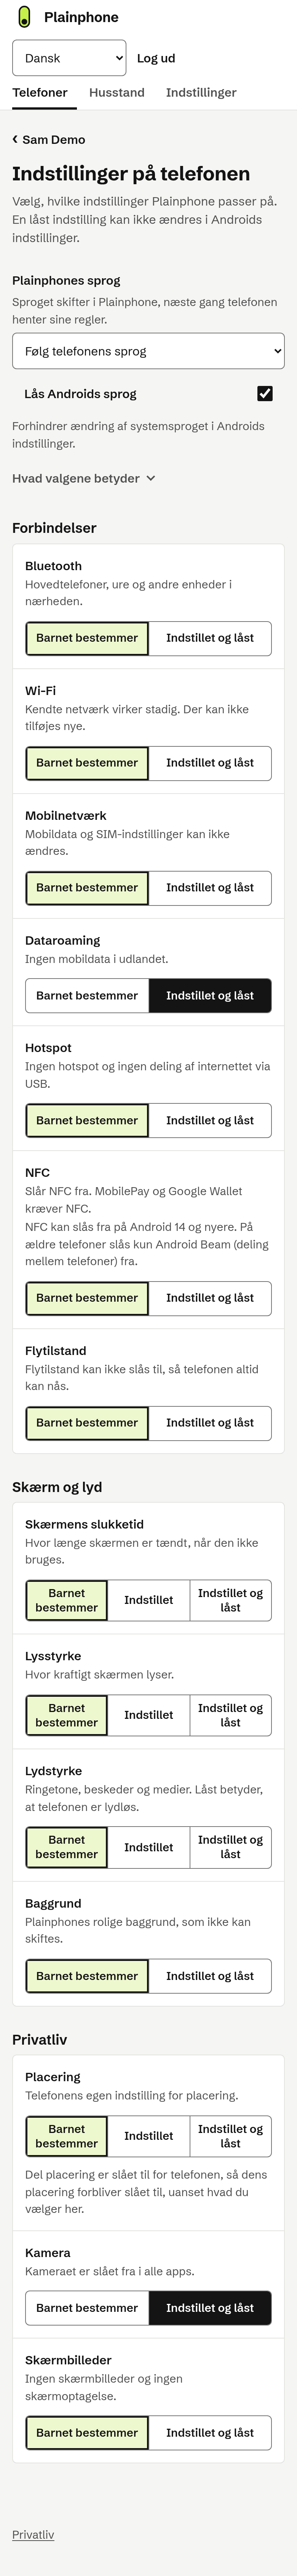 Plainphone
Dansk
Log ud
Telefoner
Husstand
Indstillinger
Sam Demo
Indstillinger på telefonen
Vælg, hvilke indstillinger Plainphone passer på.
En låst indstilling kan ikke ændres i Androids
indstillinger.
Plainphones sprog
Sproget skifter i Plainphone, næste gang telefonen
henter sine regler.
Følg telefonens sprog
Lås Androids sprog
Forhindrer ændring af systemsproget i Androids
indstillinger.
Hvad valgene betyder
Forbindelser
Bluetooth
Hovedtelefoner, ure og andre enheder i
nærheden.
Barnet bestemmer
Indstillet og låst
Wi-Fi
Kendte netværk virker stadig. Der kan ikke
tilføjes nye.
Barnet bestemmer
Indstillet og låst
Mobilnetværk
Mobildata og SIM-indstillinger kan ikke
ændres.
Barnet bestemmer
Indstillet og låst
Dataroaming
Ingen mobildata i udlandet.
Barnet bestemmer
Indstillet og låst
Hotspot
Ingen hotspot og ingen deling af internettet via
USB.
Barnet bestemmer
Indstillet og låst
NFC
Slår NFC fra. MobilePay og Google Wallet
kræver NFC.
NFC kan slås fra på Android 14 og nyere. På
ældre telefoner slås kun Android Beam (deling
mellem telefoner) fra.
Barnet bestemmer
Indstillet og låst
Flytilstand
Flytilstand kan ikke slås til, så telefonen altid
kan nås.
Barnet bestemmer
Indstillet og låst
Skærm og lyd
Skærmens slukketid
Hvor længe skærmen er tændt, når den ikke
bruges.
Barnet
bestemmer
Indstillet
Indstillet og
låst
Lysstyrke
Hvor kraftigt skærmen lyser.
Barnet
bestemmer
Indstillet
Indstillet og
låst
Lydstyrke
Ringetone, beskeder og medier. Låst betyder,
at telefonen er lydløs.
Barnet
bestemmer
Indstillet
Indstillet og
låst
Baggrund
Plainphones rolige baggrund, som ikke kan
skiftes.
Barnet bestemmer
Indstillet og låst
Privatliv
Placering
Telefonens egen indstilling for placering.
Barnet
bestemmer
Indstillet
Indstillet og
låst
Del placering er slået til for telefonen, så dens
placering forbliver slået til, uanset hvad du
vælger her.
Kamera
Kameraet er slået fra i alle apps.
Barnet bestemmer
Indstillet og låst
Skærmbilleder
Ingen skærmbilleder og ingen
skærmoptagelse.
Barnet bestemmer
Indstillet og låst
Privatliv